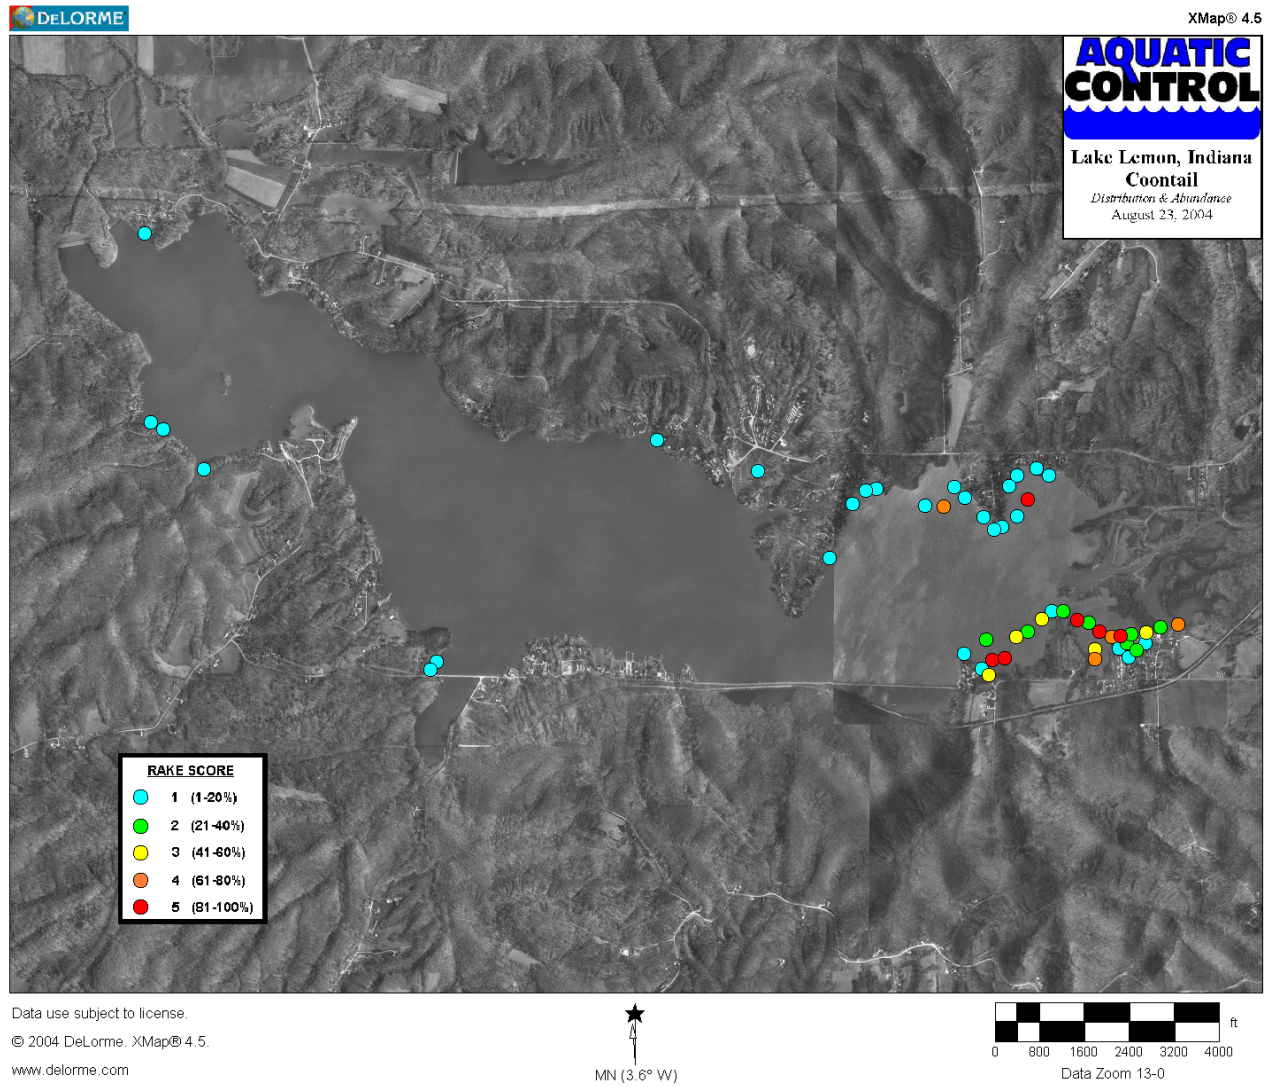 DELORME
XMap® 4.5
AQUATIC
CONTROL
Lake Lemon, Indiana
Coontail
Distribution & Abundance
August 23, 2004
RAKE SCORE
1 (1-20%)
2 (21-40%)
3 (41-60%)
4 (61-80%)
5 (81-100%)
Data use subject to license.
© 2004 DeLorme. XMap® 4.5.
www.delorme.com
MN (3.6° W)
ft
0 800 1600 2400 3200 4000
Data Zoom 13-0